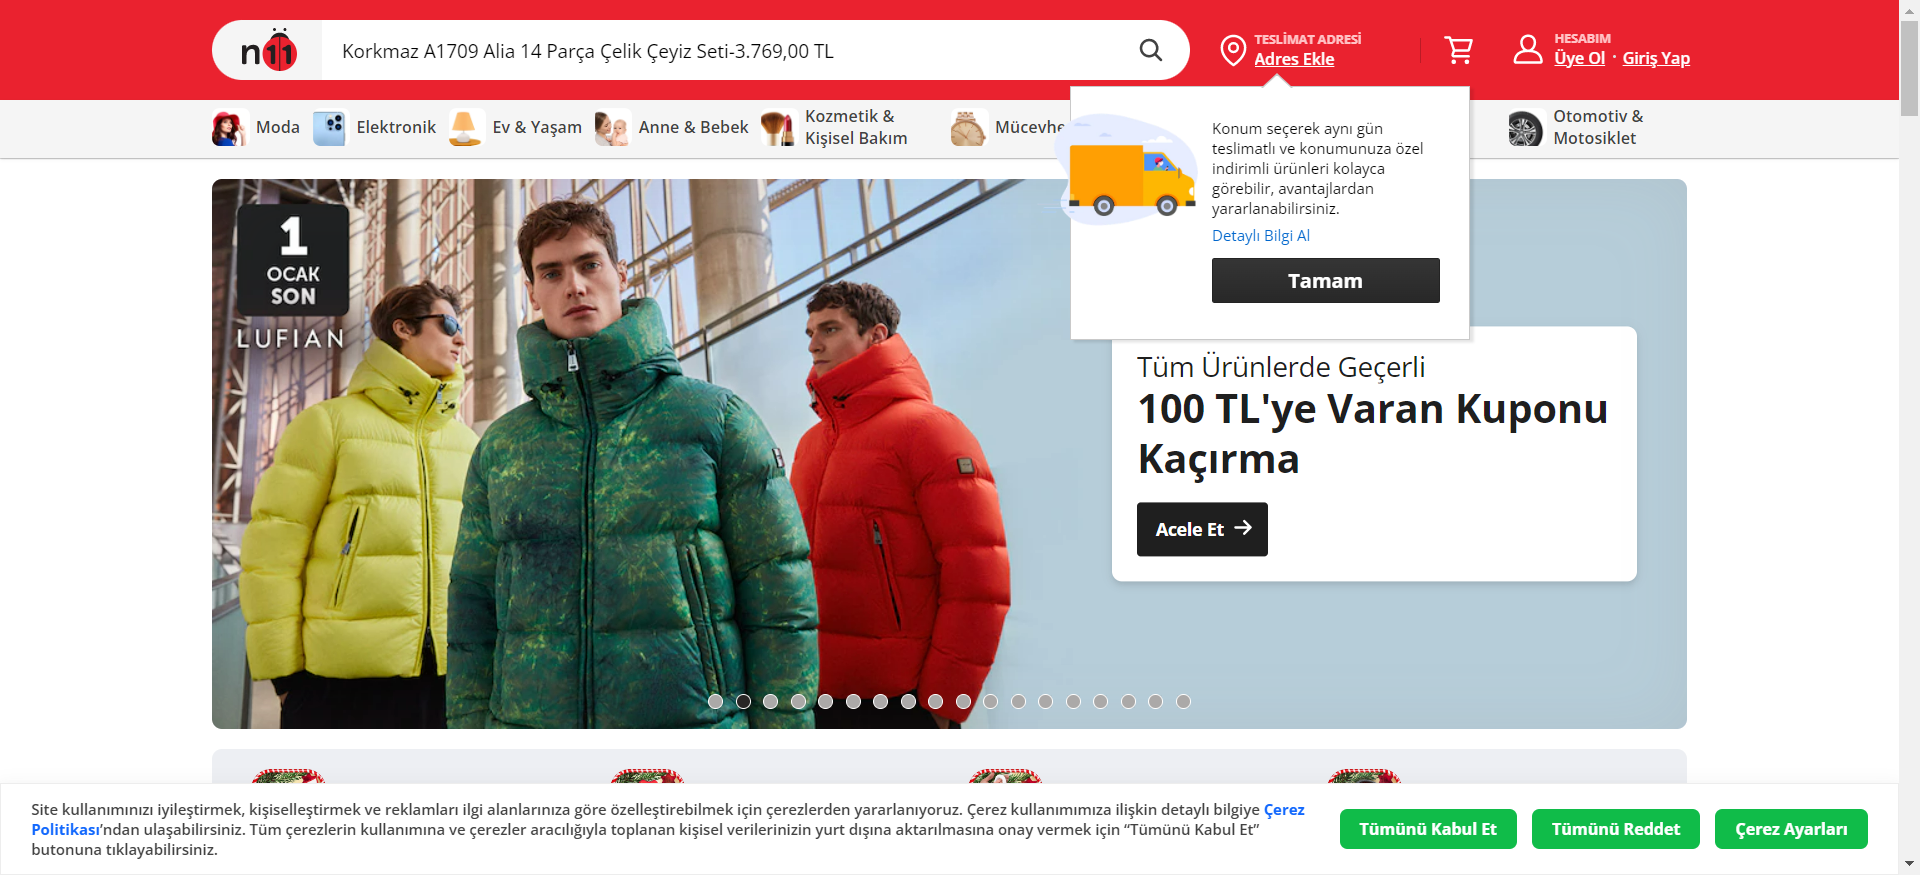 n11
Korkmaz A1709 Alia 14 Parça Çelik Çeyiz Seti-3.769,00 TL
TESLİMAT ADRESİ
Adres Ekle
HESABIM
Üye Ol · Giriş Yap
Moda
Elektronik
Ev & Yaşam
Anne & Bebek
Kozmetik &
Kişisel Bakım
Mücevhe
Otomotiv &
Motosiklet
Konum seçerek aynı gün
teslimatlı ve konumunuza özel
indirimli ürünleri kolayca
görebilir, avantajlardan
yararlanabilirsiniz.
Detaylı Bilgi Al
Tamam
1
OCAK
SON
LUFIAN
Tüm Ürünlerde Geçerli
100 TL'ye Varan Kuponu
Kaçırma
Acele Et
Site kullanımınızı iyileştirmek, kişiselleştirmek ve reklamları ilgi alanlarınıza göre özelleştirebilmek için çerezlerden yararlanıyoruz. Çerez kullanımımıza ilişkin detaylı bilgiye Çerez
Politikası’ndan ulaşabilirsiniz. Tüm çerezlerin kullanımına ve çerezler aracılığıyla toplanan kişisel verilerinizin yurt dışına aktarılmasına onay vermek için “Tümünü Kabul Et”
butonuna tıklayabilirsiniz.
Tümünü Kabul Et
Tümünü Reddet
Çerez Ayarları